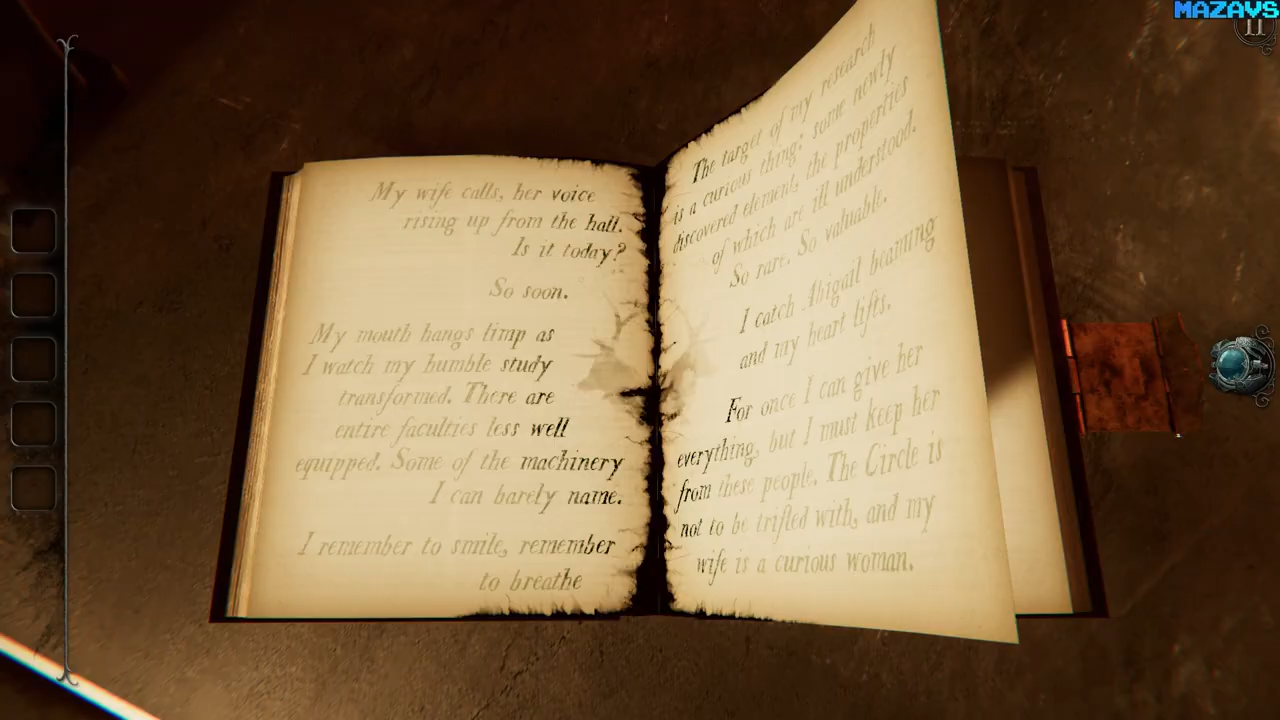 MAZAVS
My wife calls, her voice
rising up from the hall.
Is it today?
So soon.
My mouth hangs limp as
I watch my humble study
transformed. There are
entire faculties less well
equipped. Some of the machinery
I can barely name.
I remember to smile, remember
to breathe
The target of my research
is a curious thing: some newly
discovered element, the properties
of which are ill understood.
So rare. So valuable.
I catch Abigail beaming
and my heart lifts.
For once I can give her
everything, but I must keep her
from these people. The Circle is
not to be trifled with, and my
wife is a curious woman.